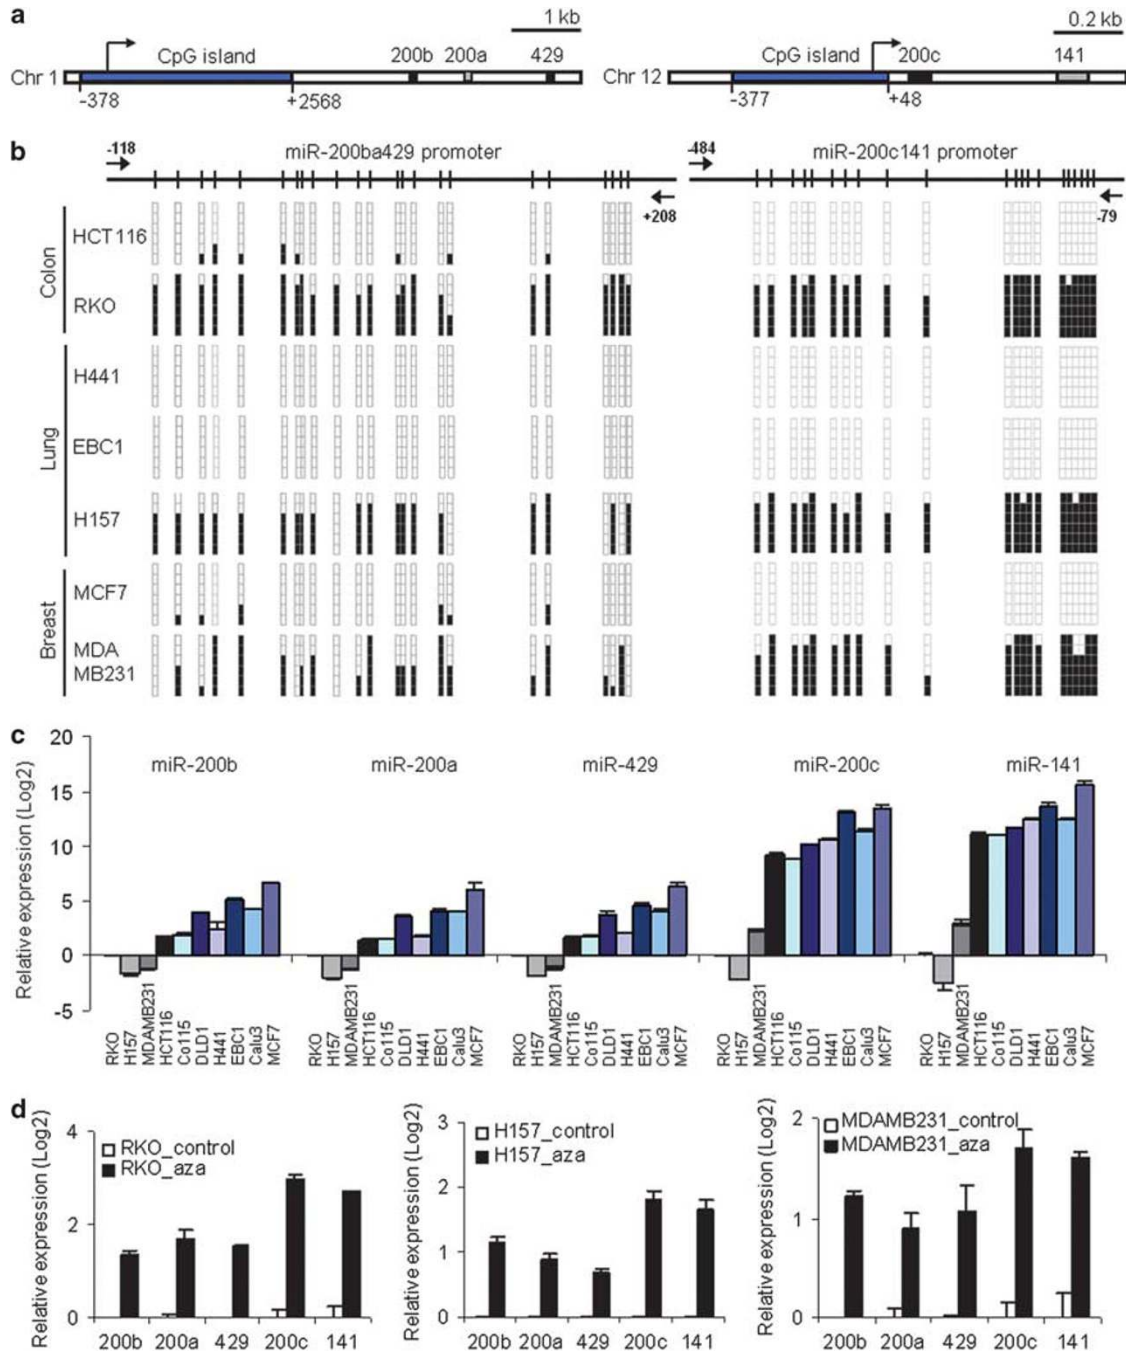 a
1 kb
0.2 kb
CpG island
200b 200a 429
CpG island
200c
141
Chr 1
Chr 12
-378
+2568
-377
+48
b
-118
miR-200ba429 promoter
-484
miR-200c141 promoter
+208
-79
Colon
HCT116
RKO
Lung
H441
EBC1
H157
Breast
MCF7
MDA
MB231
c
Relative expression (Log2)
20
15
10
5
0
-5
miR-200b
miR-200a
miR-429
miR-200c
miR-141
RKO H157 MDAMB231 HCT116 Co115 DLD1 H441 EBC1 Calu3 MCF7
RKO H157 MDAMB231 HCT116 Co115 DLD1 H441 EBC1 Calu3 MCF7
RKO H157 MDAMB231 HCT116 Co115 DLD1 H441 EBC1 Calu3 MCF7
RKO H157 MDAMB231 HCT116 Co115 DLD1 H441 EBC1 Calu3 MCF7
RKO H157 MDAMB231 HCT116 Co115 DLD1 H441 EBC1 Calu3 MCF7
d
Relative expression (Log2)
4
2
0
RKO_control
RKO_aza
200b 200a 429 200c 141
Relative expression (Log2)
3
2
1
0
H157_control
H157_aza
200b 200a 429 200c 141
Relative expression (Log2)
2
1
0
MDAMB231_control
MDAMB231_aza
200b 200a 429 200c 141